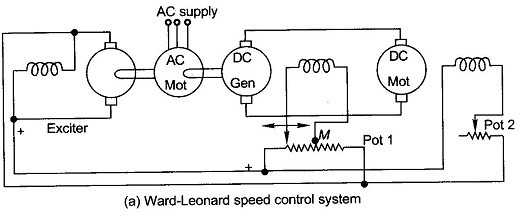 AC supply
AC
Mot
DC
Gen
DC
Mot
Exciter
M
Pot 1
Pot 2
+
+
(a) Ward-Leonard speed control system